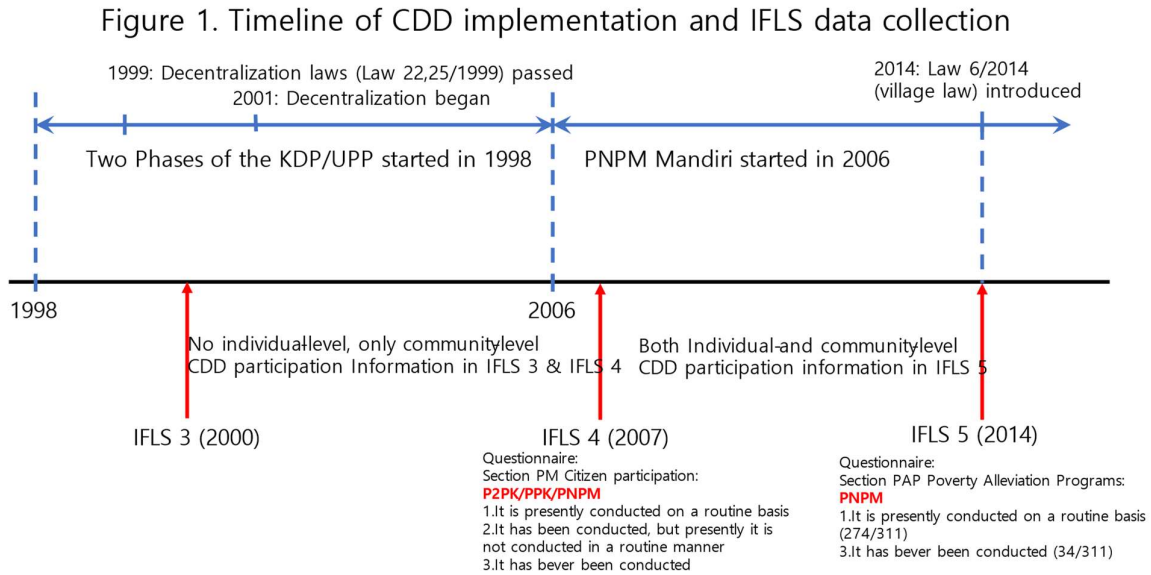 Figure 1. Timeline of CDD implementation and IFLS data collection
1999: Decentralization laws (Law 22,25/1999) passed
2001: Decentralization began
2014: Law 6/2014
(village law) introduced
Two Phases of the KDP/UPP started in 1998
PNPM Mandiri started in 2006
1998
2006
No individual-level, only community-level
CDD participation Information in IFLS 3 & IFLS 4
Both Individual-and community-level
CDD participation information in IFLS 5
IFLS 3 (2000)
IFLS 4 (2007)
Questionnaire:
Section PM Citizen participation:
P2PK/PPK/PNPM
1.It is presently conducted on a routine basis
2.It has been conducted, but presently it is
not conducted in a routine manner
3.It has bever been conducted
IFLS 5 (2014)
Questionnaire:
Section PAP Poverty Alleviation Programs:
PNPM
1.It is presently conducted on a routine basis
(274/311)
3.It has bever been conducted (34/311)